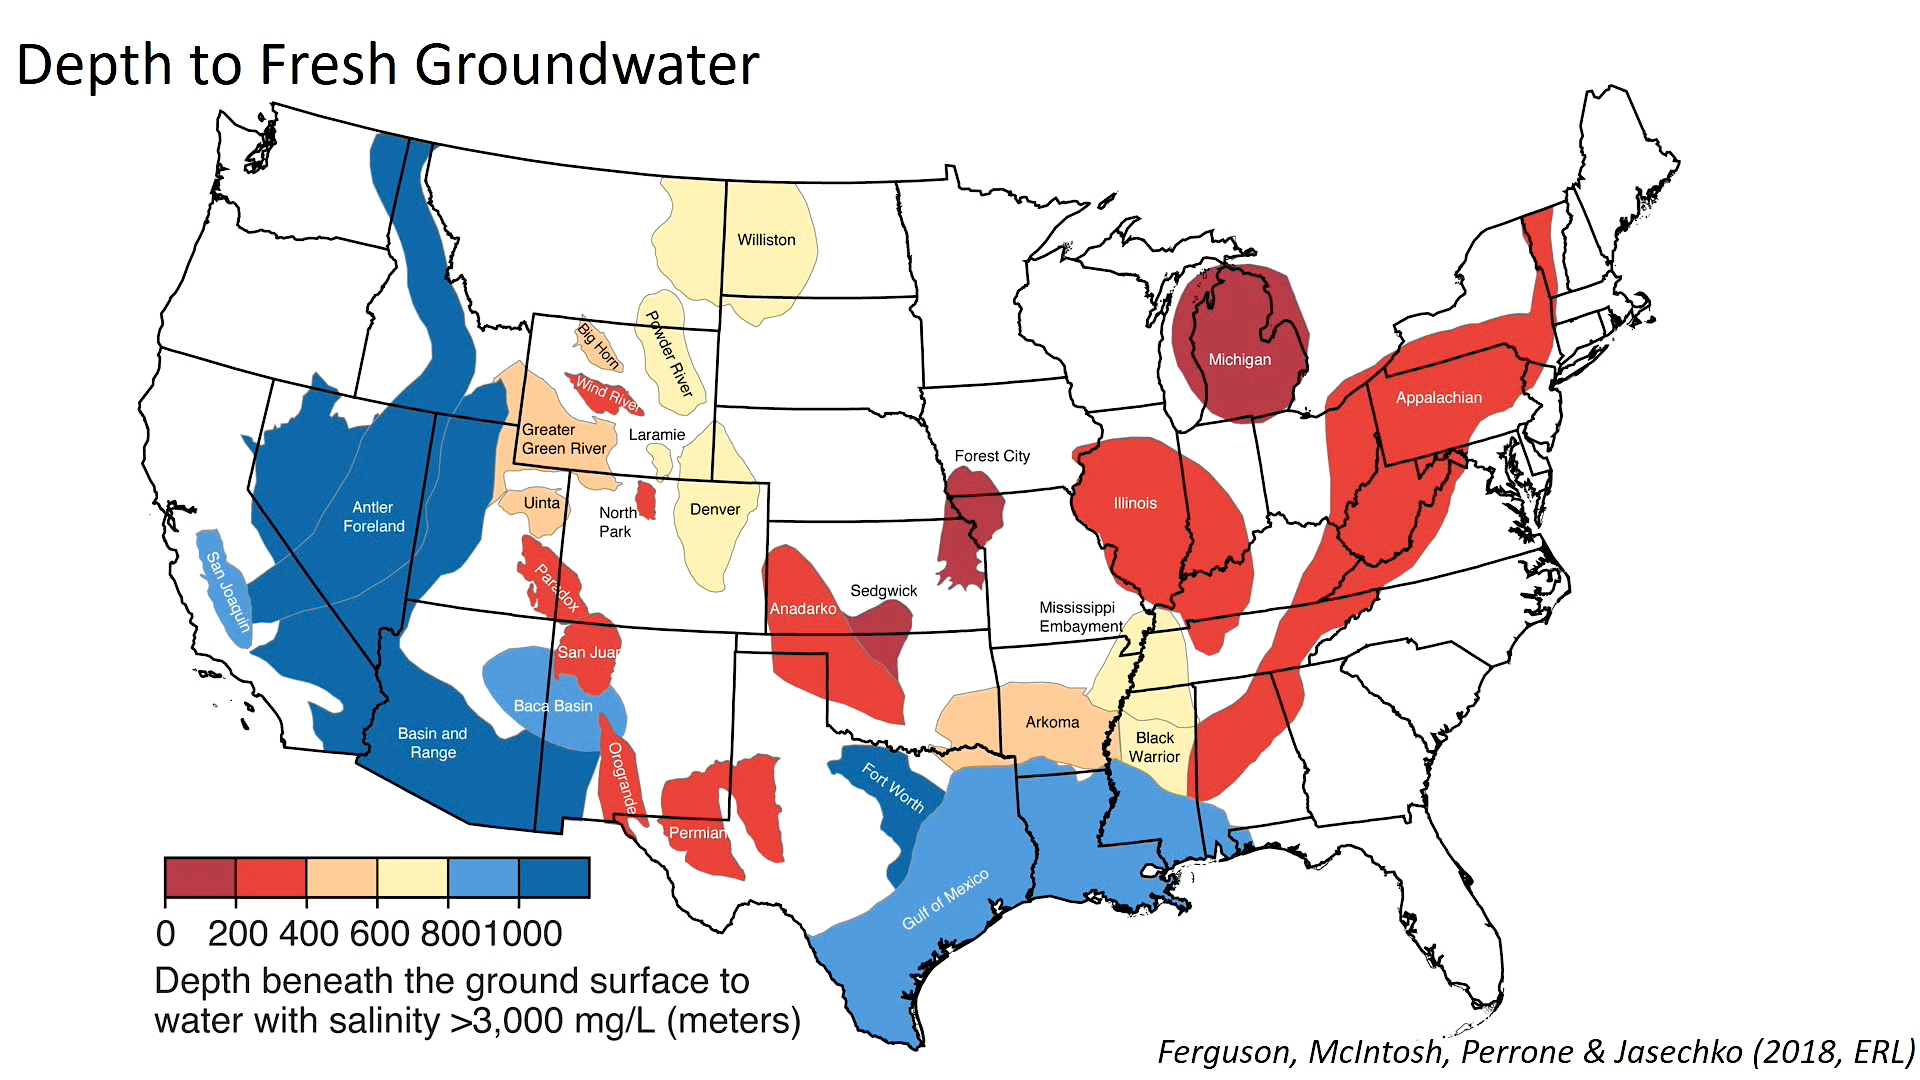 Depth to Fresh Groundwater
Williston
Big Horn
Powder River
Wind River
Michigan
Appalachian
Greater
Green River
Laramie
Forest City
Antler
Foreland
Uinta
North
Park
Denver
Illinois
San Joaquin
Paradox
Anadarko
Sedgwick
Mississippi
Embayment
San Juan
Baca Basin
Arkoma
Basin and
Range
Black
Warrior
Orogrande
Fort Worth
Permian
Gulf of Mexico
0 200 400 600 8001000
Depth beneath the ground surface to
water with salinity >3,000 mg/L (meters)
Ferguson, McIntosh, Perrone & Jasechko (2018, ERL)